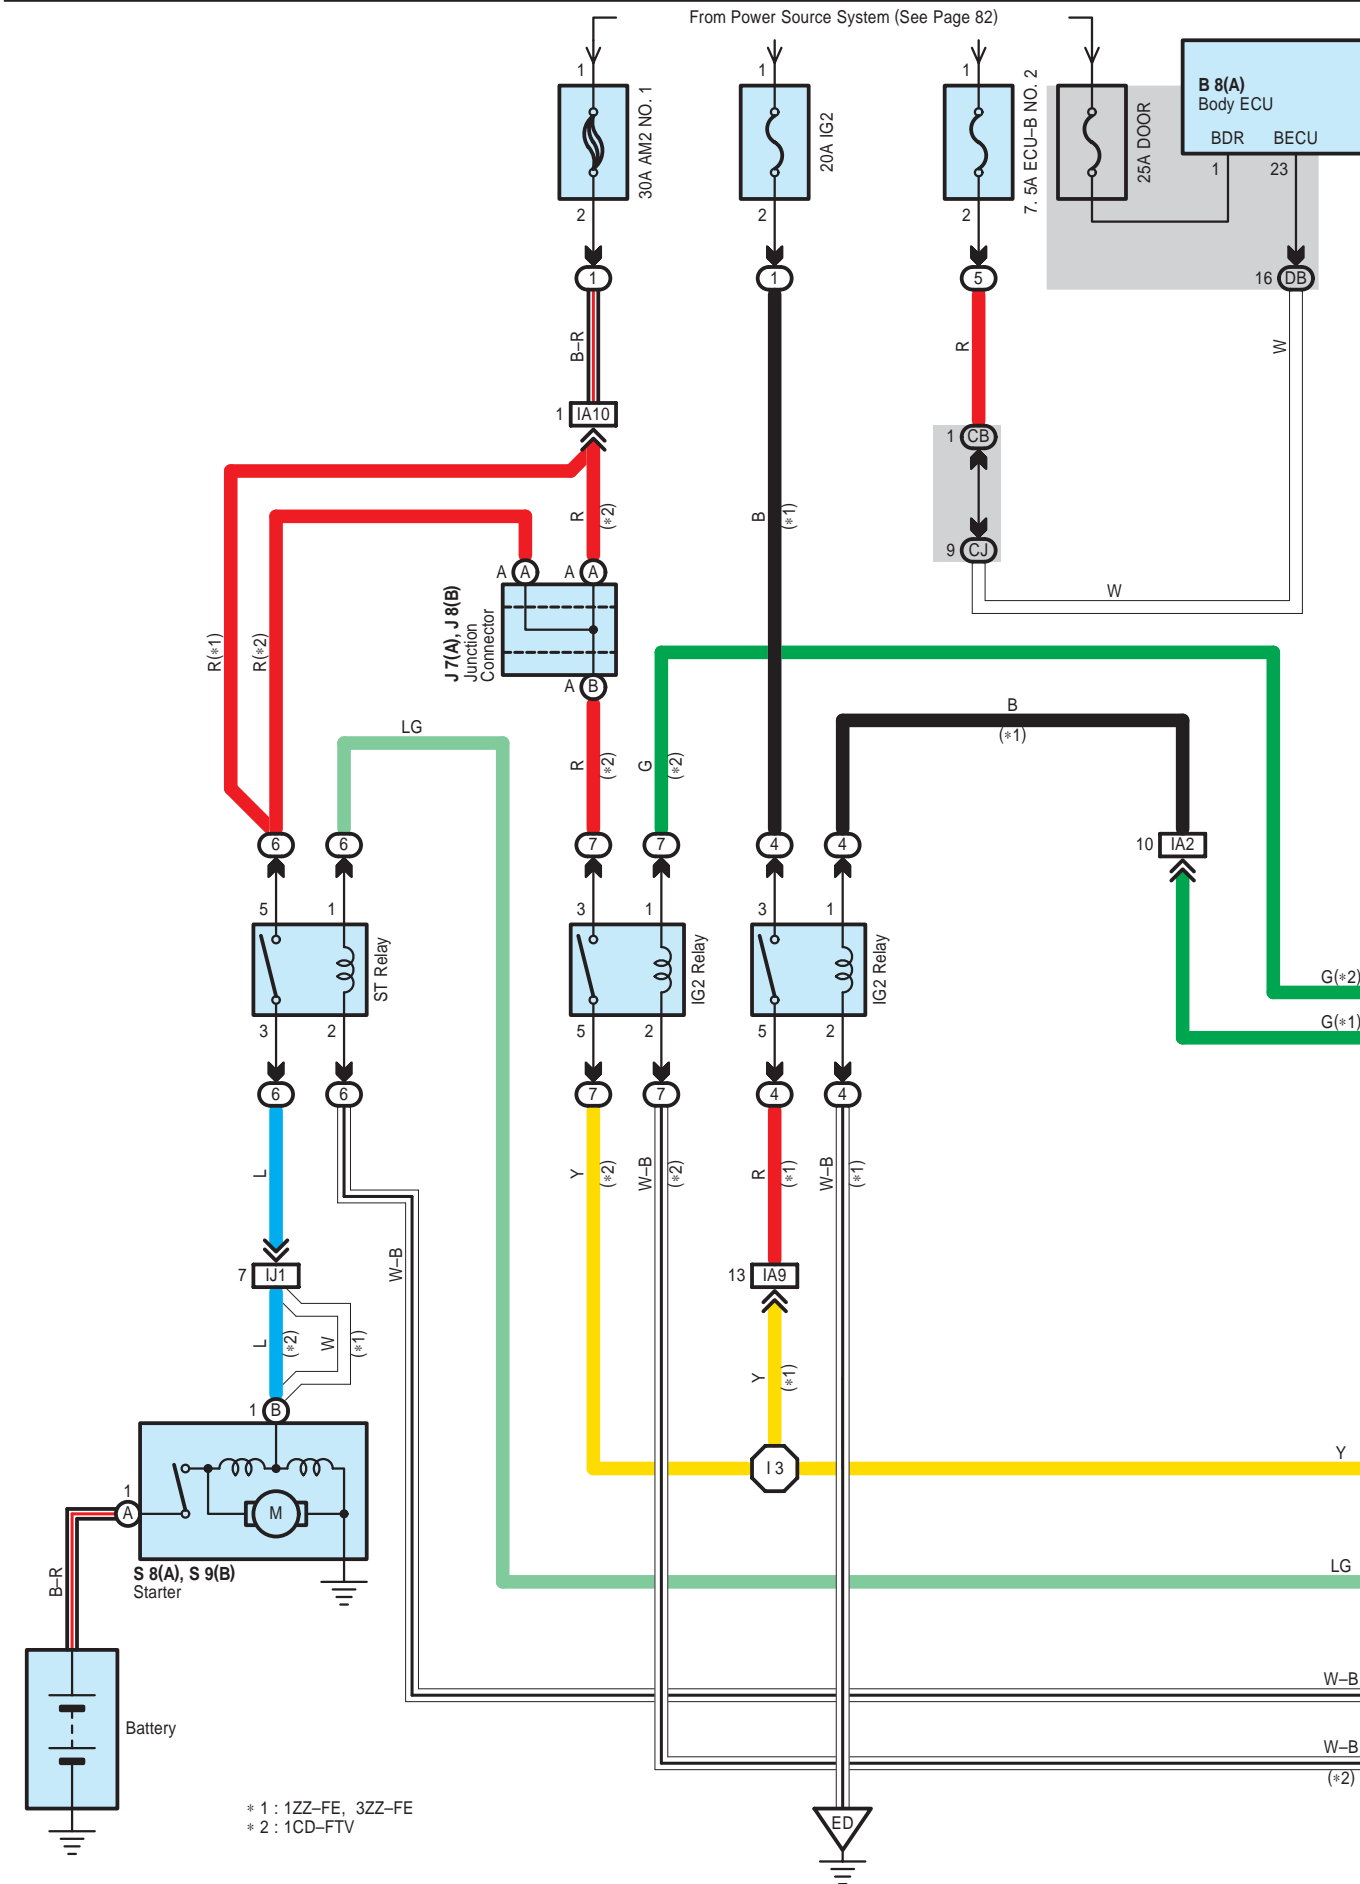 From Power Source System (See Page 82)
1
1
1
30A AM2 NO. 1
20A IG2
7. 5A ECU–B NO. 2
25A DOOR
B 8(A)
Body ECU
BDR
BECU
1
23
2
2
2
1
1
5
16
DB
B–R
R
W
1
IA10
1
CB
R
(∗2)
B
(∗1)
9
CJ
A
A
A
A
W
J 7(A), J 8(B)
Junction
Connector
R(∗1)
R(∗2)
A
B
LG
B
(∗1)
R
(∗2)
G
(∗2)
6
6
7
7
4
4
10
IA2
5
1
3
1
3
1
ST Relay
IG2 Relay
IG2 Relay
G(∗2)
G(∗1)
3
2
5
2
5
2
6
6
7
7
4
4
L
Y
(∗2)
W–B
(∗2)
R
(∗1)
W–B
(∗1)
W–B
7
IJ1
13
IA9
L
(∗2)
W
(∗1)
Y
(∗1)
1
B
I 3
Y
1
A
M
S 8(A), S 9(B)
Starter
B–R
LG
W–B
Battery
W–B
(∗2)
∗ 1 : 1ZZ–FE, 3ZZ–FE
∗ 2 : 1CD–FTV
ED